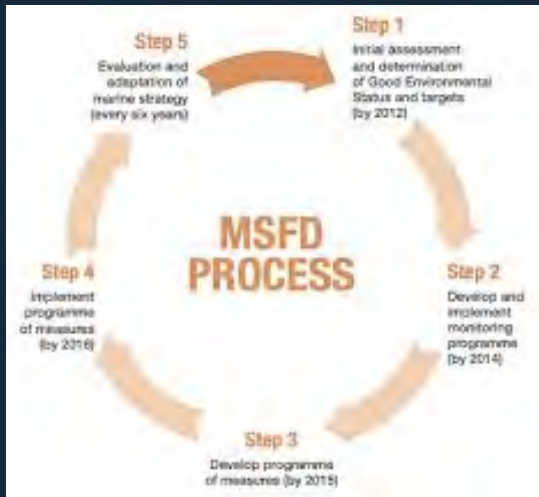 Step 1
Initial assessment
and determination
of Good Environmental
Status and targets
(by 2012)
Step 2
Develop and
implement
monitoring
programme
(by 2014)
Step 3
Develop programme
of measures (by 2015)
Step 4
Implement
programme
of measures
(by 2016)
Step 5
Evaluation and
adaptation of
marine strategy
(every six years)
MSFD
PROCESS